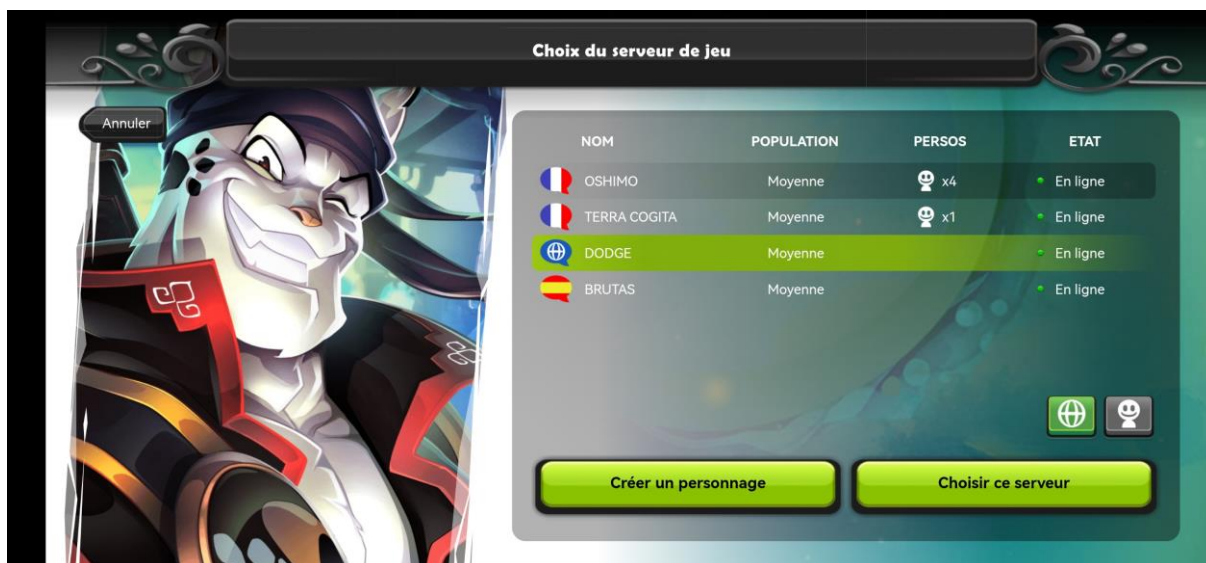 Choix du serveur de jeu
Annuler
NOM POPULATION PERSOS ETAT
OSHIMO Moyenne x4 En ligne
TERRA COGITA Moyenne x1 En ligne
DODGE Moyenne En ligne
BRUTAS Moyenne En ligne
Créer un personnage Choisir ce serveur